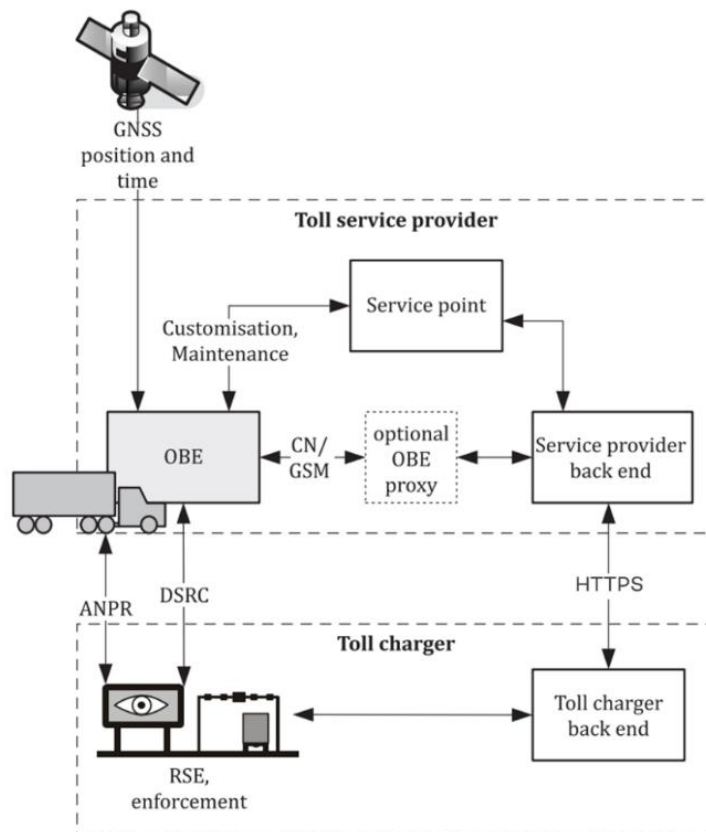 GNSS
position and
time
Toll service provider
Service point
Customisation,
Maintenance
OBE
CN/
GSM
optional
OBE
proxy
Service provider
back end
ANPR
DSRC
HTTPS
Toll charger
Toll charger
back end
RSE,
enforcement